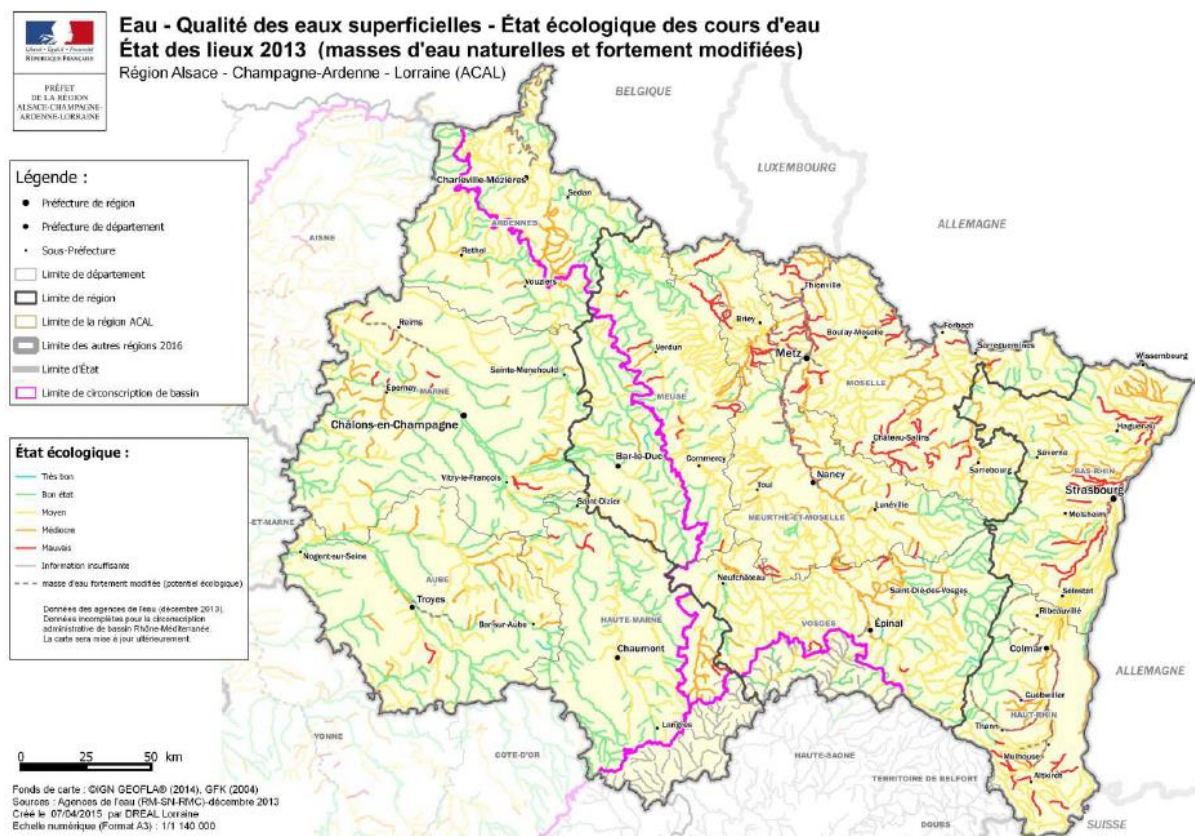 Eau - Qualité des eaux superficielles - État écologique des cours d'eau
État des lieux 2013 (masses d'eau naturelles et fortement modifiées)
Région Alsace - Champagne-Ardenne - Lorraine (ACAL)
Liberté • Égalité • Fraternité
RÉPUBLIQUE FRANÇAISE
PRÉFET
DE LA RÉGION
ALSACE-CHAMPAGNE-
ARDENNE-LORRAINE
Légende :
Préfecture de région
Préfecture de département
Sous-Préfecture
Limite de département
Limite de région
Limite de la région ACAL
Limite des autres régions 2016
Limite d'État
Limite de circonscription de bassin
État écologique :
Très bon
Bon état
Moyen
Médiocre
Mauvais
Information insuffisante
masse d'eau fortement modifiée (potentiel écologique)
Données des agences de l'eau (décembre 2013).
Données incomplètes pour la circonscription
administrative de bassin Rhône-Méditerranée.
La carte sera mise à jour ultérieurement.
BELGIQUE
LUXEMBOURG
ALLEMAGNE
Charleville-Mézières
Sedan
ARDENNES
AISNE
Rethel
Vouziers
Thionville
Reims
Briey
Boulay-Moselle
Forbach
Sarreguemines
Wissembourg
Verdun
Metz
Sainte-Menehould
MOSELLE
Epernay
MARNE
MEUSE
Châlons-en-Champagne
Haguenau
Château-Salins
Bar-le-Duc
Commercy
Sarrebourg
Saverne
BAS-RHIN
Vitry-le-François
Toul
Nancy
Strasbourg
Saint-Dizier
Lunéville
Molsheim
ET-MARNE
MEURTHE-ET-MOSELLE
Nogent-sur-Seine
AUBE
Neufchâteau
Saint-Dié-des-Vosges
Sélestat
Troyes
Ribeauvillé
Bar-sur-Aube
HAUTE-MARNE
VOSGES
Épinal
Chaumont
Colmar
ALLEMAGNE
Guebwiller
HAUT-RHIN
Langres
Thann
Mulhouse
YONNE
COTE-D'OR
HAUTE-SAONE
Altkirch
TERRITOIRE DE BELFORT
DOUBS
SUISSE
0 25 50 km
Fonds de carte : ©IGN GEOFLA® (2014), GFK (2004)
Sources : Agences de l'eau (RM-SN-RMC)-décembre 2013
Créé le 07/04/2015 par DREAL Lorraine
Echelle numérique (Format A3) : 1/1 140 000